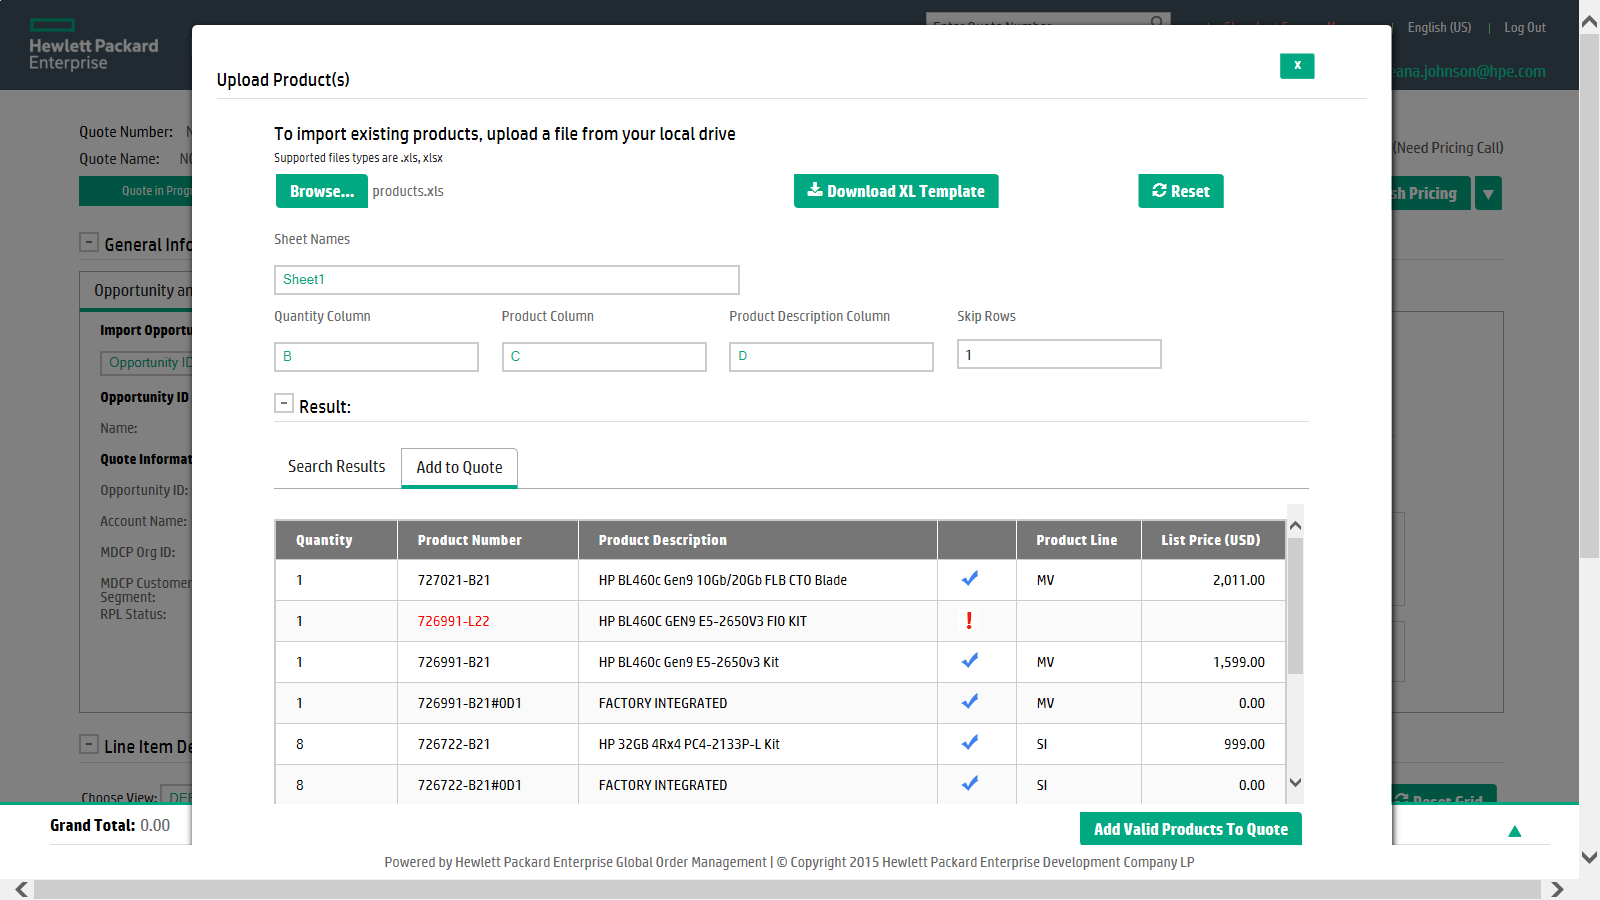 Hewlett Packard
Enterprise
English (US) | Log Out
ana.johnson@hpe.com
Upload Product(s)
x
Quote Number:
Quote Name:
(Need Pricing Call)
To import existing products, upload a file from your local drive
Supported files types are .xls, xlsx
Browse...
products.xls
Download XL Template
Reset
Quote in Prog
sh Pricing
General Info
Sheet Names
Sheet1
Opportunity an
Quantity Column
Product Column
Product Description Column
Skip Rows
Import Opportu
B
C
D
1
Opportunity ID
Opportunity ID
Result:
Name:
Quote Informat
Search Results
Add to Quote
Opportunity ID:
Account Name:
MDCP Org ID:
MDCP Customer
Segment:
RPL Status:
Quantity Product Number Product Description Product Line List Price (USD)
1 727021-B21 HP BL460c Gen9 10Gb/20Gb FLB CTO Blade MV 2,011.00
1 726991-L22 HP BL460C GEN9 E5-2650V3 FIO KIT !
1 726991-B21 HP BL460c Gen9 E5-2650v3 Kit MV 1,599.00
1 726991-B21#0D1 FACTORY INTEGRATED MV 0.00
8 726722-B21 HP 32GB 4Rx4 PC4-2133P-L Kit SI 999.00
8 726722-B21#0D1 FACTORY INTEGRATED SI 0.00
Line Item De
Choose View:
DEF
Reset Grid
Grand Total: 0.00
Add Valid Products To Quote
Powered by Hewlett Packard Enterprise Global Order Management | © Copyright 2015 Hewlett Packard Enterprise Development Company LP